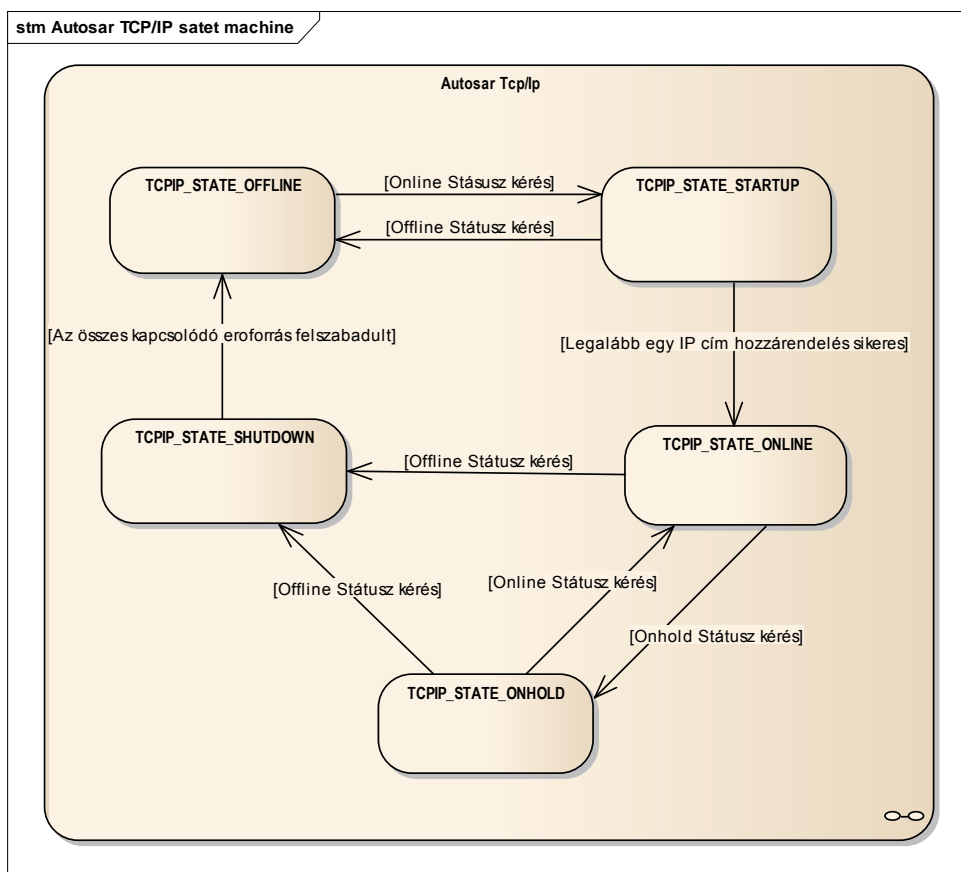 stm Autosar TCP/IP satet machine
Autosar Tcp/Ip
TCPIP_STATE_OFFLINE
[Online Stásusz kérés]
TCPIP_STATE_STARTUP
[Offline Státusz kérés]
[Az összes kapcsolódó eroforrás felszabadult]
[Legalább egy IP cím hozzárendelés sikeres]
TCPIP_STATE_SHUTDOWN
TCPIP_STATE_ONLINE
[Offline Státusz kérés]
[Offline Státusz kérés]
[Online Státusz kérés]
[Onhold Státusz kérés]
TCPIP_STATE_ONHOLD